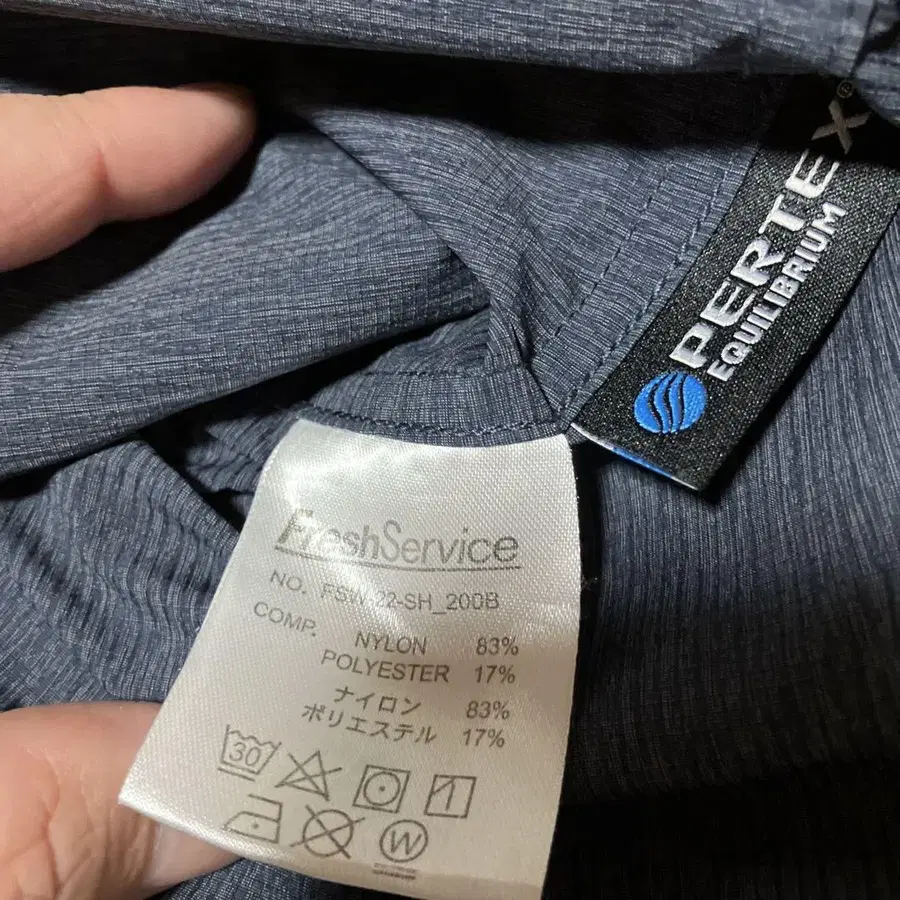 PERTEX®
EQUILIBRIUM
FreshService
NO. FSW-22-SH_200B
COMP. NYLON 83%
POLYESTER 17%
ナイロン 83%
ポリエステル 17%
30
W